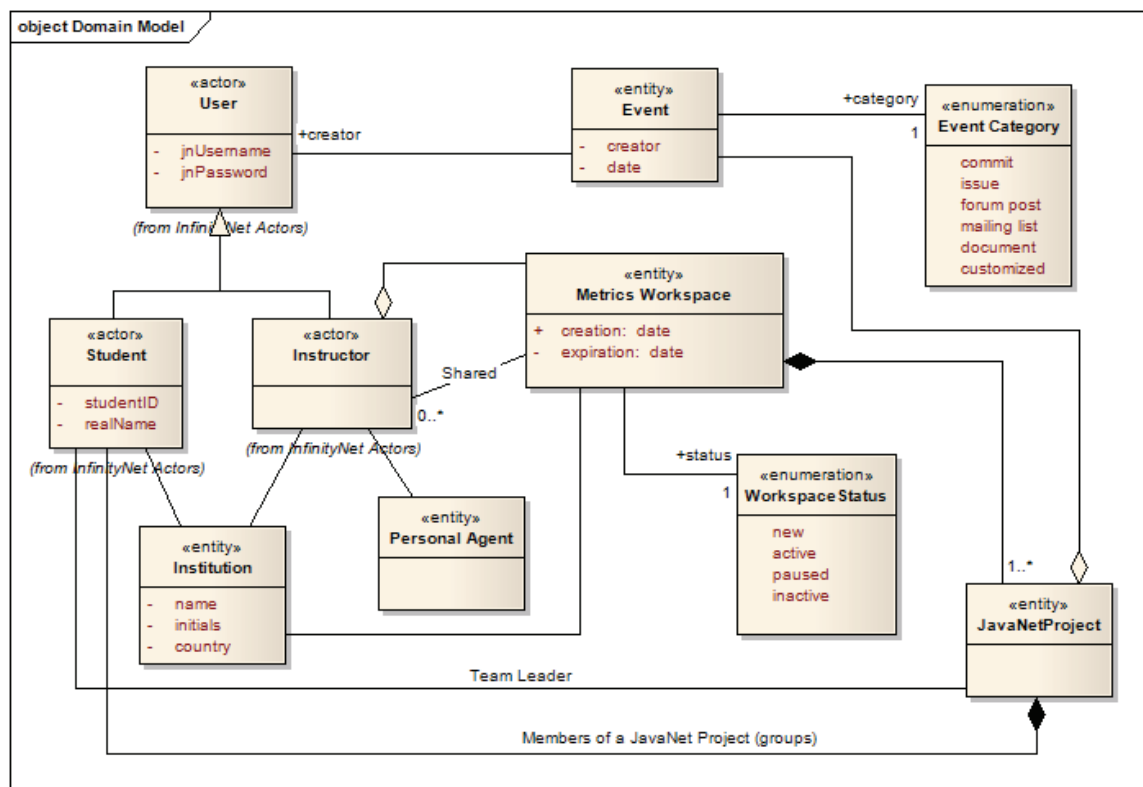 object Domain Model
«actor»
User
- jnUsername
- jnPassword
(from InfinityNet Actors)
+creator
«entity»
Event
- creator
- date
+category
1
«enumeration»
Event Category
commit
issue
forum post
mailing list
document
customized
«actor»
Student
- studentID
- realName
(from InfinityNet Actors)
«actor»
Instructor
(from InfinityNet Actors)
Shared
0..*
«entity»
Metrics Workspace
+ creation: date
- expiration: date
+status
1
«enumeration»
WorkspaceStatus
new
active
paused
inactive
«entity»
Personal Agent
«entity»
Institution
- name
- initials
- country
1..*
«entity»
JavaNetProject
Team Leader
Members of a JavaNet Project (groups)